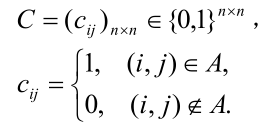 C = (c_{ij})_{n×n} ∈ {0,1}^{n×n} ,
c_{ij} = { 1, (i, j) ∈ A,
0, (i, j) ∉ A.